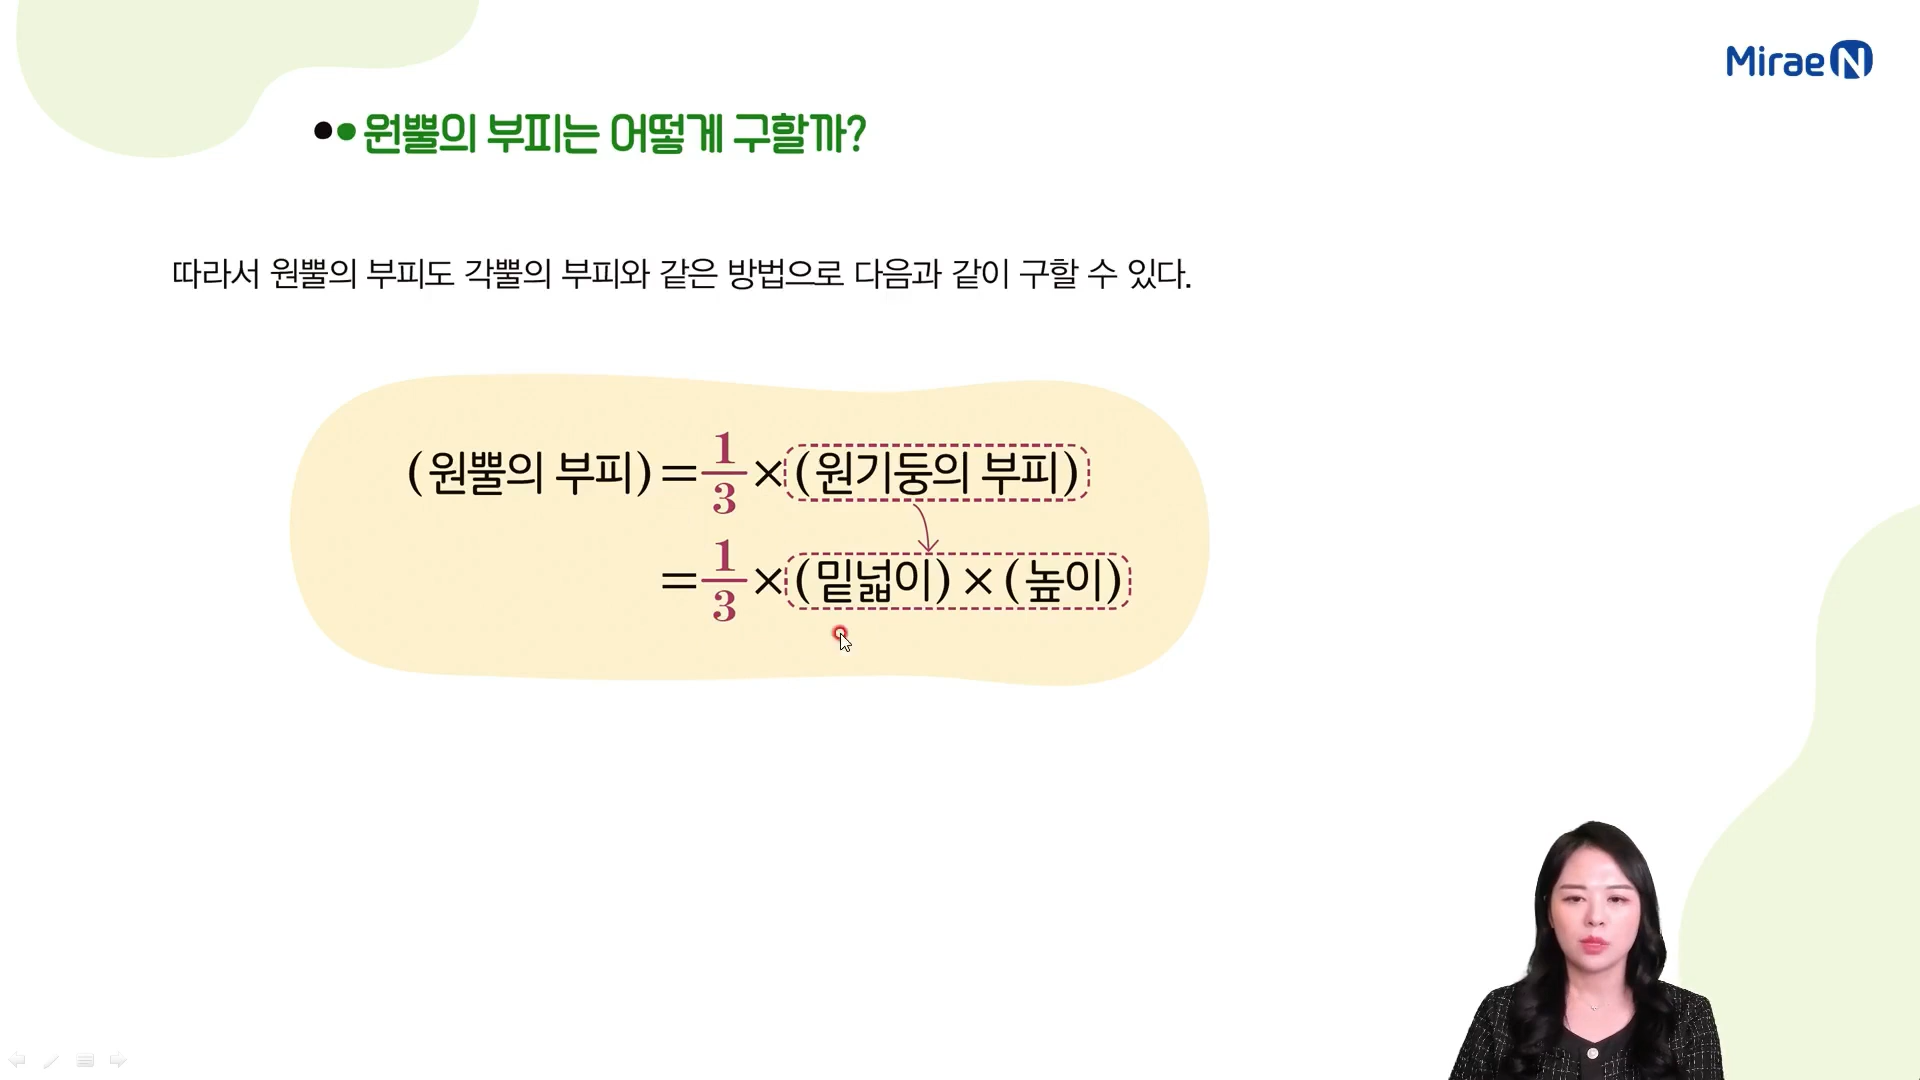 Mirae N
원뿔의 부피는 어떻게 구할까?
따라서 원뿔의 부피도 각뿔의 부피와 같은 방법으로 다음과 같이 구할 수 있다.
(원뿔의 부피)=1/3×(원기둥의 부피)
=1/3×(밑넓이)×(높이)